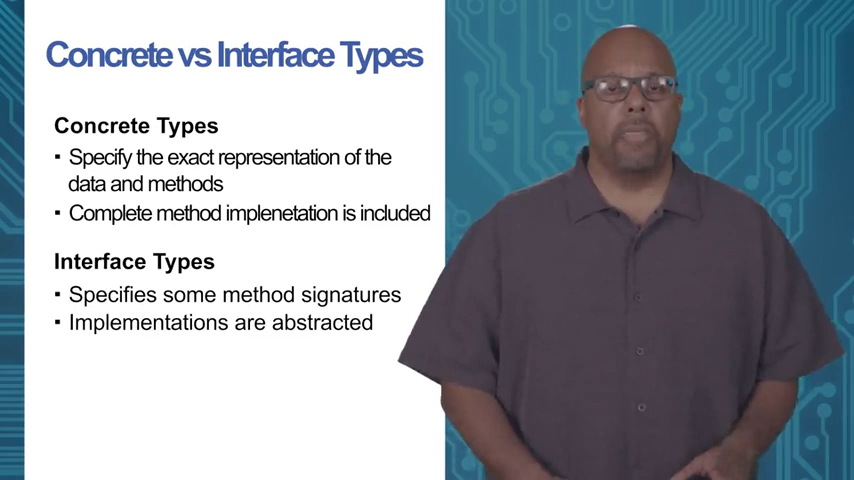 Concrete vs Interface Types
Concrete Types
▪ Specify the exact representation of the
data and methods
▪ Complete method implenetation is included
Interface Types
▪ Specifies some method signatures
▪ Implementations are abstracted